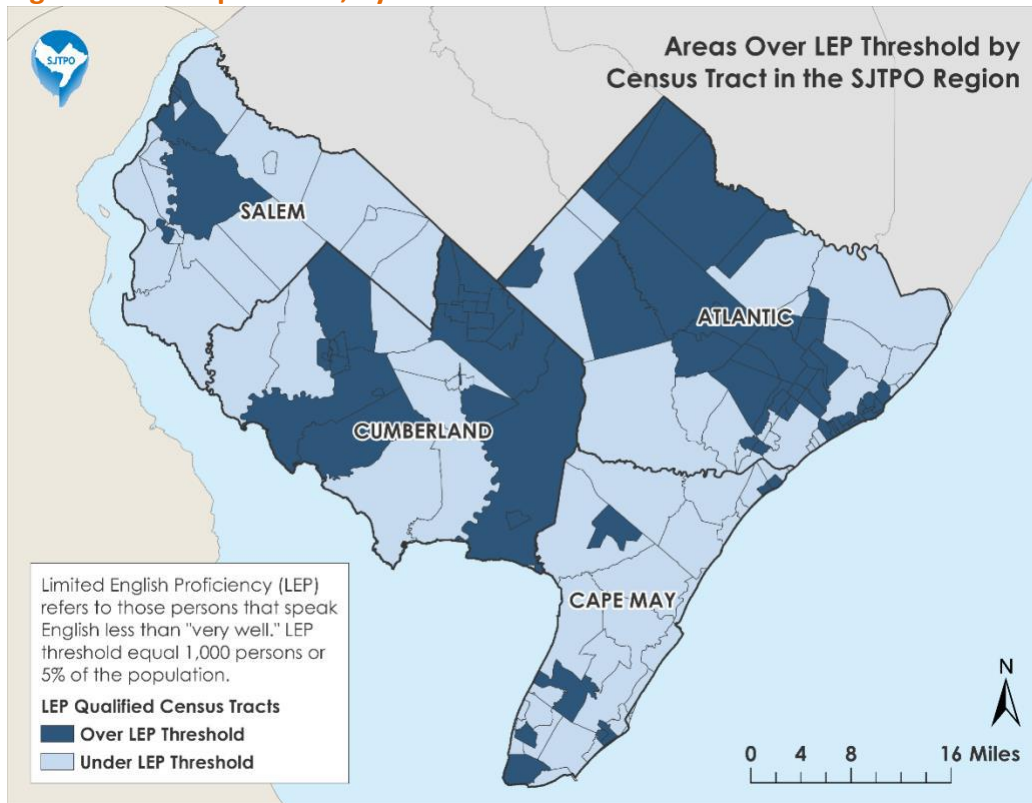 SJTPO
Areas Over LEP Threshold by
Census Tract in the SJTPO Region
SALEM
ATLANTIC
CUMBERLAND
CAPE MAY
Limited English Proficiency (LEP)
refers to those persons that speak
English less than "very well." LEP
threshold equal 1,000 persons or
5% of the population.
LEP Qualified Census Tracts
Over LEP Threshold
Under LEP Threshold
N
0 4 8 16 Miles